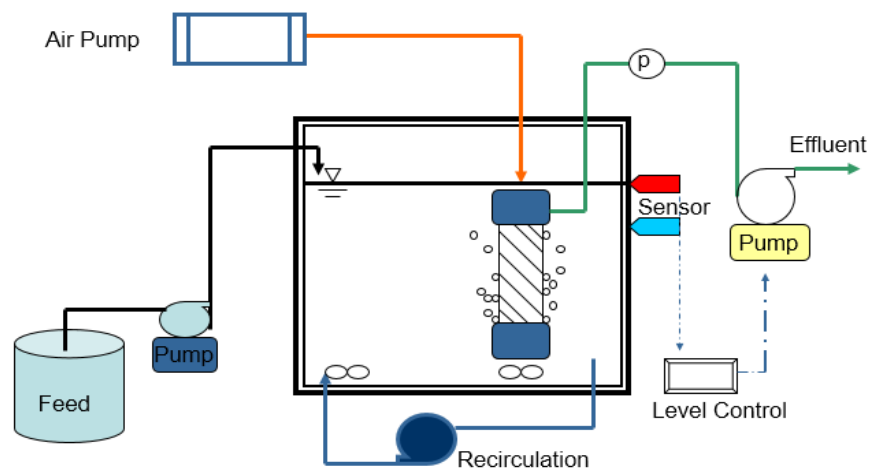 Air Pump
p
Effluent
Sensor
Pump
Pump
Feed
Level Control
Recirculation